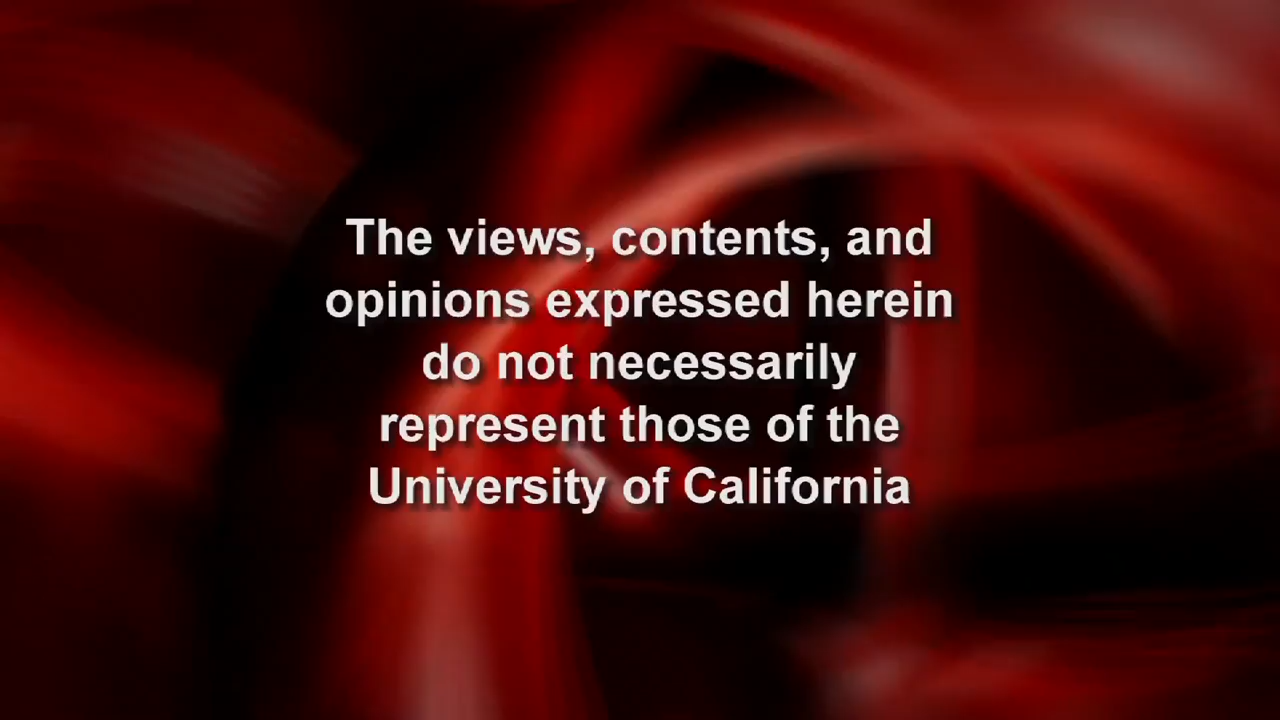 The views, contents, and
opinions expressed herein
do not necessarily
represent those of the
University of California